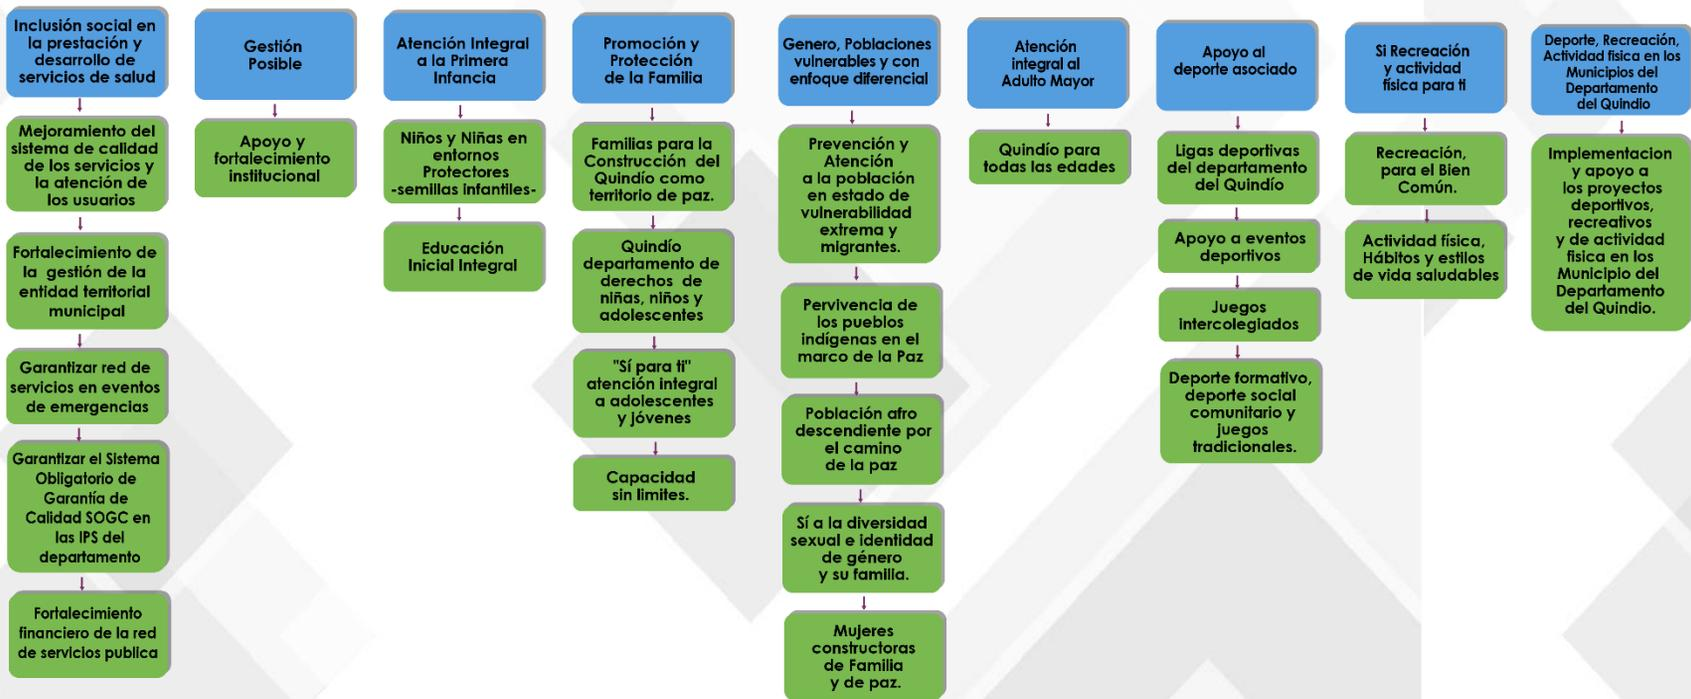 Inclusión social en
la prestación y
desarrollo de
servicios de salud
Mejoramiento del
sistema de calidad
de los servicios y
la atención de
los usuarios
Fortalecimiento de
la gestión de la
entidad territorial
municipal
Garantizar red de
servicios en eventos
de emergencias
Garantizar el Sistema
Obligatorio de
Garantía de
Calidad SOGC en
las IPS del
departamento
Fortalecimiento
financiero de la red
de servicios publica
Gestión
Posible
Apoyo y
fortalecimiento
institucional
Atención Integral
a la Primera
Infancia
Niños y Niñas en
entornos
Protectores
-semillas infantiles-
Educación
Inicial Integral
Promoción y
Protección
de la Familia
Familias para la
Construcción del
Quindío como
territorio de paz.
Quindío
departamento de
derechos de
niñas, niños y
adolescentes
"Sí para ti"
atención integral
a adolescentes
y jóvenes
Capacidad
sin limites.
Genero, Poblaciones
vulnerables y con
enfoque diferencial
Prevención y
Atención
a la población
en estado de
vulnerabilidad
extrema y
migrantes.
Pervivencia de
los pueblos
indígenas en el
marco de la Paz
Población afro
descendiente por
el camino
de la paz
Sí a la diversidad
sexual e identidad
de género
y su familia.
Mujeres
constructoras
de Familia
y de paz.
Atención
integral al
Adulto Mayor
Quindío para
todas las edades
Apoyo al
deporte asociado
Ligas deportivas
del departamento
del Quindío
Apoyo a eventos
deportivos
Juegos
intercolegiados
Deporte formativo,
deporte social
comunitario y
juegos
tradicionales.
Si Recreación
y actividad
física para ti
Recreación,
para el Bien
Común.
Actividad física,
Hábitos y estilos
de vida saludables
Deporte, Recreación,
Actividad fisica en los
Municipios del
Departamento
del Quindio
Implementacion
y apoyo a
los proyectos
deportivos,
recreativos
y de actividad
fisica en los
Municipio del
Departamento
del Quindio.